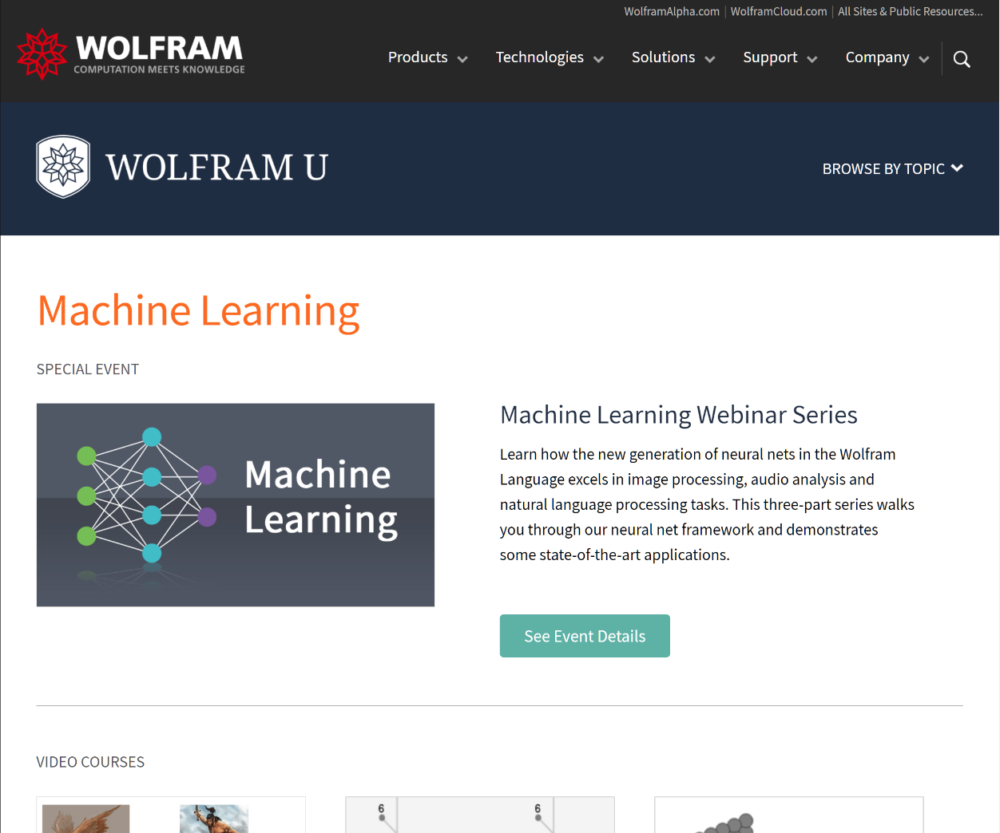 WolframAlpha.com | WolframCloud.com | All Sites & Public Resources...
WOLFRAM
COMPUTATION MEETS KNOWLEDGE
Products
Technologies
Solutions
Support
Company
WOLFRAM U
BROWSE BY TOPIC
Machine Learning
SPECIAL EVENT
Machine
Learning
Machine Learning Webinar Series
Learn how the new generation of neural nets in the Wolfram
Language excels in image processing, audio analysis and
natural language processing tasks. This three-part series walks
you through our neural net framework and demonstrates
some state-of-the-art applications.
See Event Details
VIDEO COURSES
6
6